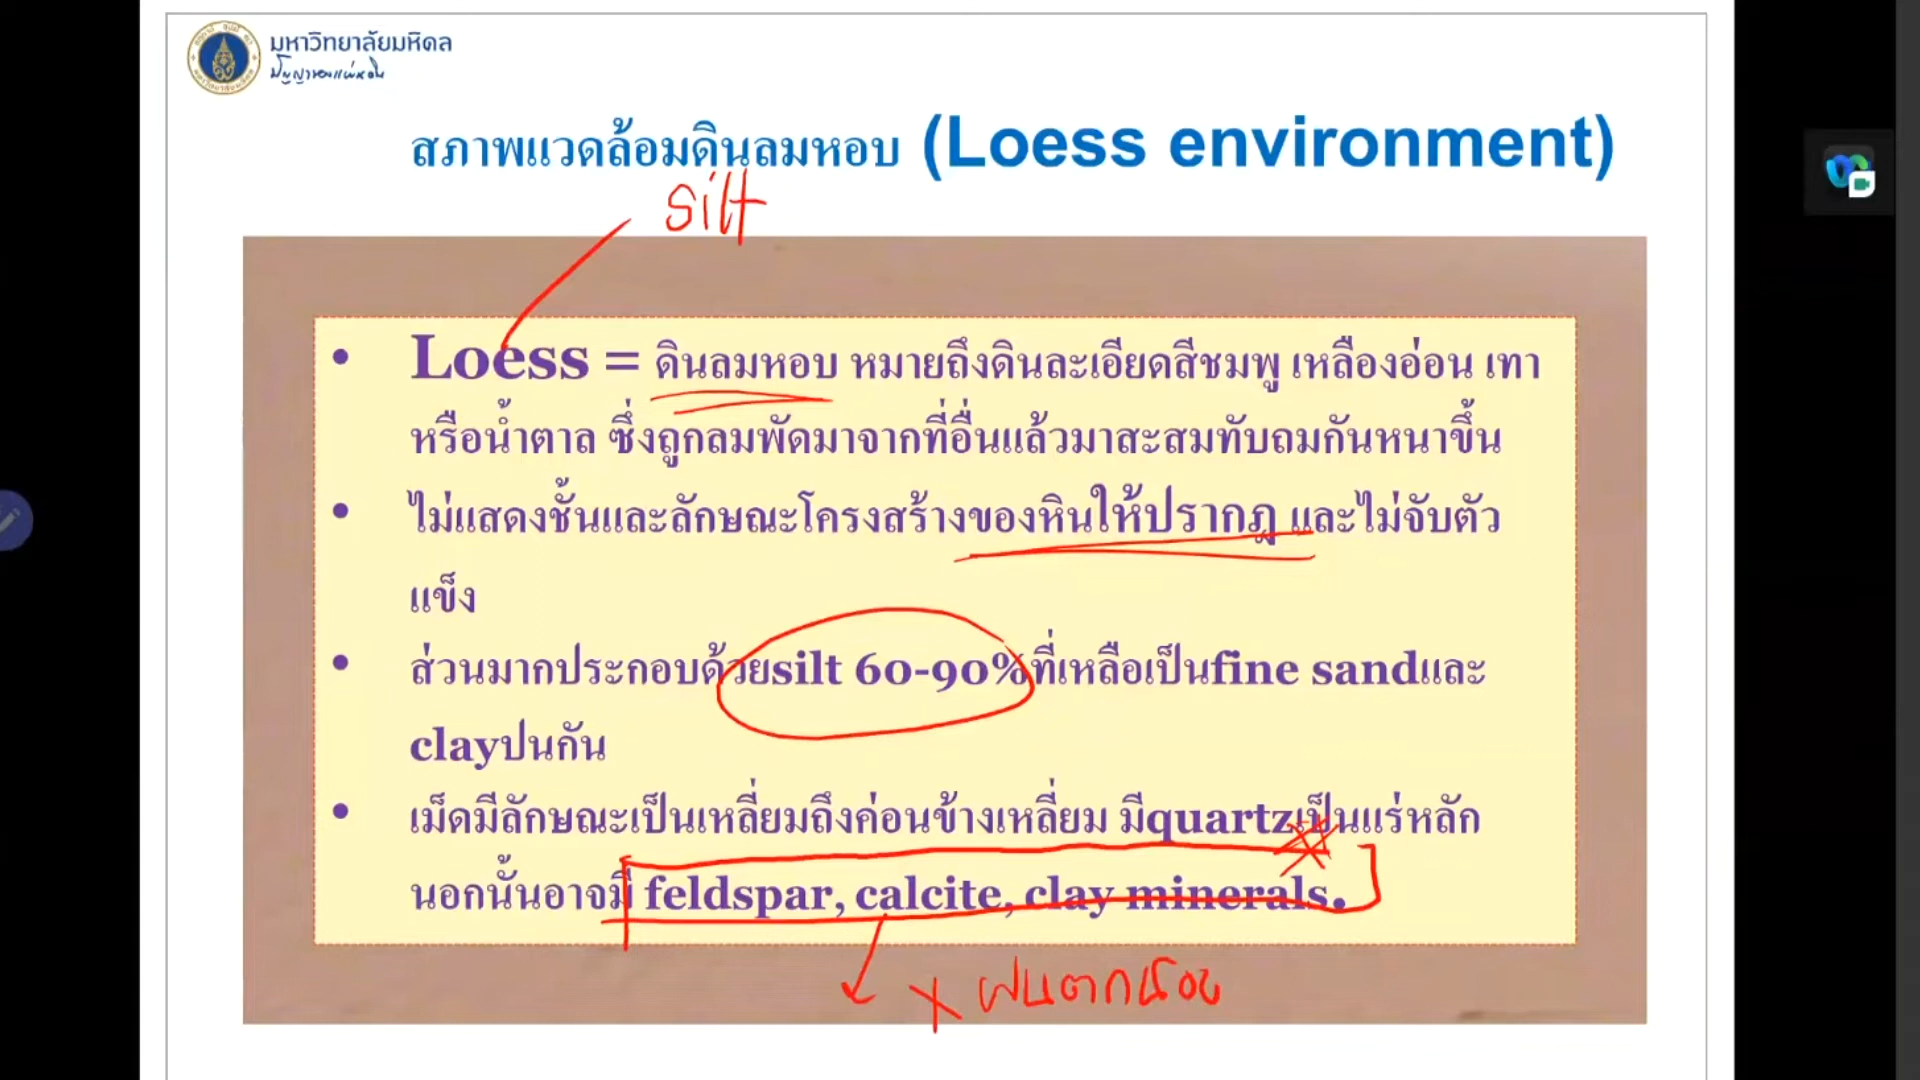 มหาวิทยาลัยมหิดล
ปัญญาของแผ่นดิน
สภาพแวดล้อมดินลมหอบ (Loess environment)
silt
• Loess = ดินลมหอบ หมายถึงดินละเอียดสีชมพู เหลืองอ่อน เทา
หรือน้ำตาล ซึ่งถูกลมพัดมาจากที่อื่นแล้วมาสะสมทับถมกันหนาขึ้น
• ไม่แสดงชั้นและลักษณะโครงสร้างของหินให้ปรากฏ และไม่จับตัว
แข็ง
• ส่วนมากประกอบด้วยsilt 60-90%ที่เหลือเป็นfine sandและ
clayปนกัน
• เม็ดมีลักษณะเป็นเหลี่ยมถึงค่อนข้างเหลี่ยม มีquartzเป็นแร่หลัก
นอกนั้นอาจมี feldspar, calcite, clay minerals.
x ฝนตกน้อย